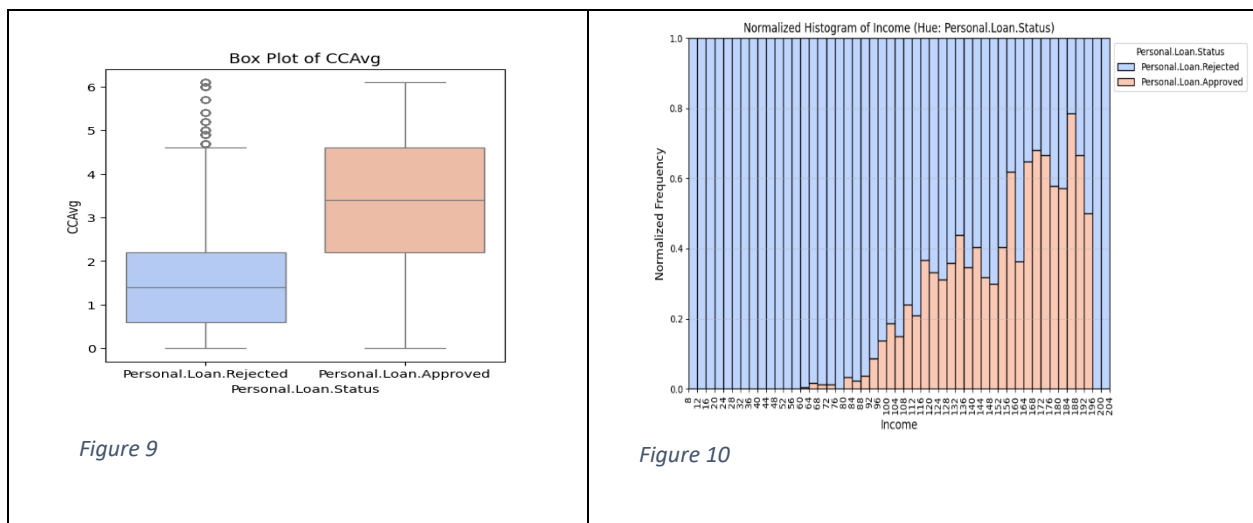 Box Plot of CCAvg
6
5
4
3
2
1
0
CCAvg
Personal.Loan.Rejected Personal.Loan.Approved
Personal.Loan.Status
Figure 9
Normalized Histogram of Income (Hue: Personal.Loan.Status)
1.0
0.8
0.6
0.4
0.2
0.0
Normalized Frequency
8 12 16 20 24 28 32 36 40 44 48 52 56 60 64 68 72 76 80 84 88 92 96 100 104 108 112 116 120 124 128 132 136 140 144 148 152 156 160 164 168 172 176 180 184 188 192 196 200 204
Income
Personal.Loan.Status
Personal.Loan.Rejected
Personal.Loan.Approved
Figure 10